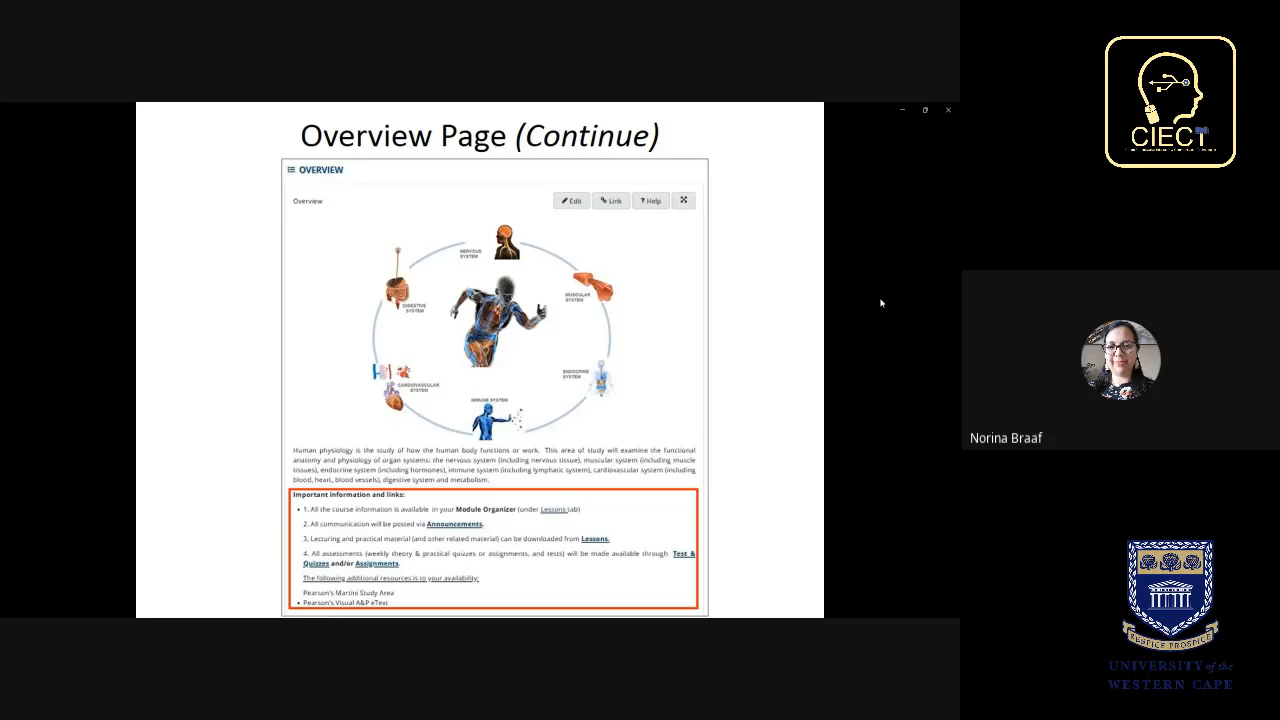 Overview Page (Continue)
OVERVIEW
Overview
Edit
Link
? Help
NERVOUS
SYSTEM
MUSCULAR
SYSTEM
DIGESTIVE
SYSTEM
ENDOCRINE
SYSTEM
CARDIOVASCULAR
SYSTEM
IMMUNE SYSTEM
Human physiology is the study of how the human body functions or work. This area of study will examine the functional
anatomy and physiology of organ systems: the nervous system (including nervous tissue), muscular system (including muscle
tissues), endocrine system (including hormones), immune system (including lymphatic system), cardiovascular system (including
blood, heart, blood vessels), digestive system and metabolism.
Important information and links:
• 1. All the course information is available in your Module Organizer (under Lessons tab)
2. All communication will be posted via Announcements.
3. Lecturing and practical material (and other related material) can be downloaded from Lessons.
4. All assessments (weekly theory & practical quizzes or assignments, and tests) will be made available through Test &
Quizzes and/or Assignments.
The following additional resources is to your availability:
Pearson's Martini Study Area
• Pearson's Visual A&P eText
CIECT
Norina Braaf
RESPICE PROSPICE
UNIVERSITY of the
WESTERN CAPE